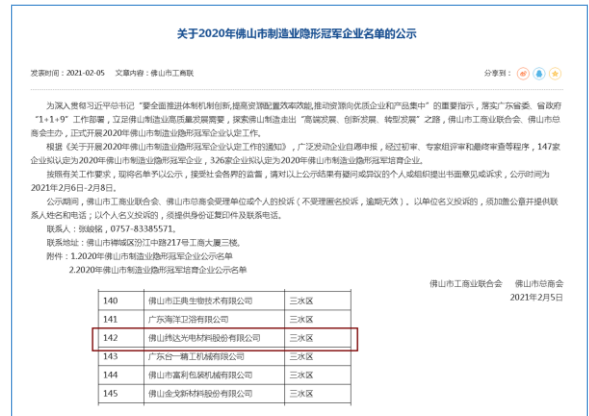 关于2020年佛山市制造业隐形冠军企业名单的公示
发表时间：2021-02-05 文章内容：佛山市工商联 分享到：
为深入贯彻习近平总书记“要全面推进体制机制创新,提高资源配置效率效能,推动资源向优质企业和产品集中”的重要指示，落实广东省委、省政府
“1+1+9”工作部署，立足佛山业高质量发展需要，探索佛山制造走出“高端发展、创新发展、转型发展”之路，佛山市工商业联合会、佛山市总
商会主办，正式开展2020年佛山市制造业隐形冠军企业认定工作。
根据《关于开展2020年佛山市制造业隐形冠军企业认定工作的通知》，广泛发动企业自愿申报，经过初审、专家组评审和最终审查等程序，147家
企业拟认定为2020年佛山市制造业隐形冠军企业，326家企业拟认定为2020年佛山市制造业隐形冠军培育企业。
按照有关工作要求，现将名单予以公示，接受社会各界的监督，请对以上公示结果有疑问或异议的个人或组织提出书面意见或诉求，公示时间为
2021年2月6日-2月8日。
公示期间，佛山市工商业联合会、佛山市总商会受理单位或个人的投诉（不受理匿名投诉，逾期无效）。以单位名义投诉的，须加盖公章并提供联
系人姓名和电话；以个人名义投诉的，须提供身份证复印件及联系电话。
联系人：张峻铭，0757-83385571。
联系地址：佛山市禅城区汾江中路217号工商大厦三楼。
附件：1.2020年佛山市制造业隐形冠军企业公示名单
2.2020年佛山市制造业隐形冠军培育企业公示名单
佛山市工商业联合会 佛山市总商会
2021年2月5日
140 佛山市正典生物技术有限公司 三水区
141 广东海洋卫浴有限公司 三水区
142 佛山纬达光电材料股份有限公司 三水区
143 广东台一精工机械有限公司 三水区
144 佛山市富利包装机械有限公司 三水区
145 佛山金戈新材料股份有限公司 三水区